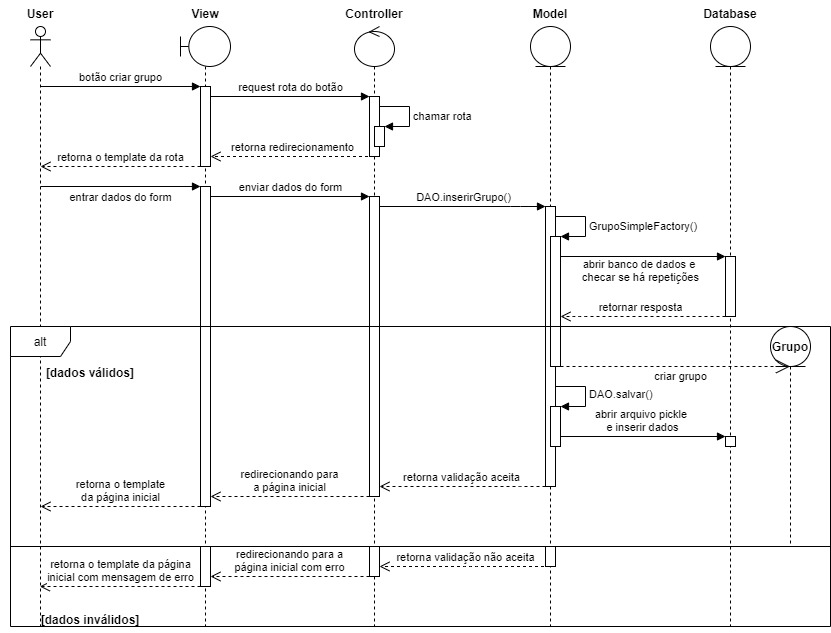 User
View
Controller
Model
Database
botão criar grupo
request rota do botão
chamar rota
retorna redirecionamento
retorna o template da rota
entrar dados do form
enviar dados do form
DAO.inserirGrupo()
GrupoSimpleFactory()
abrir banco de dados e
checar se há repetições
retornar resposta
alt
Grupo
[dados válidos]
criar grupo
DAO.salvar()
abrir arquivo pickle
e inserir dados
retorna validação aceita
redirecionando para
a página inicial
retorna o template
da página inicial
retorna validação não aceita
redirecionando para a
página inicial com erro
retorna o template da página
inicial com mensagem de erro
[dados inválidos]